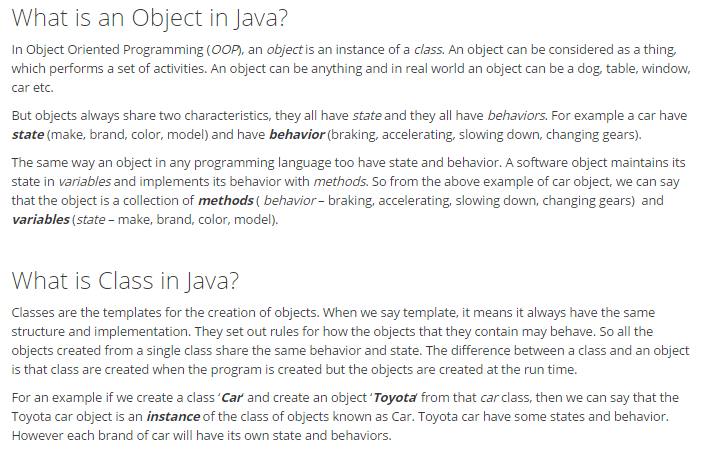 What is an Object in Java?
In Object Oriented Programming (OOP), an object is an instance of a class. An object can be considered as a thing,
which performs a set of activities. An object can be anything and in real world an object can be a dog, table, window,
car etc.
But objects always share two characteristics, they all have state and they all have behaviors. For example a car have
state (make, brand, color, model) and have behavior (braking, accelerating, slowing down, changing gears).
The same way an object in any programming language too have state and behavior. A software object maintains its
state in variables and implements its behavior with methods. So from the above example of car object, we can say
that the object is a collection of methods ( behavior – braking, accelerating, slowing down, changing gears)  and
variables (state – make, brand, color, model).
What is Class in Java?
Classes are the templates for the creation of objects. When we say template, it means it always have the same
structure and implementation. They set out rules for how the objects that they contain may behave. So all the
objects created from a single class share the same behavior and state. The difference between a class and an object
is that class are created when the program is created but the objects are created at the run time.
For an example if we create a class ‘Car’ and create an object ‘Toyota’ from that car class, then we can say that the
Toyota car object is an instance of the class of objects known as Car. Toyota car have some states and behavior.
However each brand of car will have its own state and behaviors.